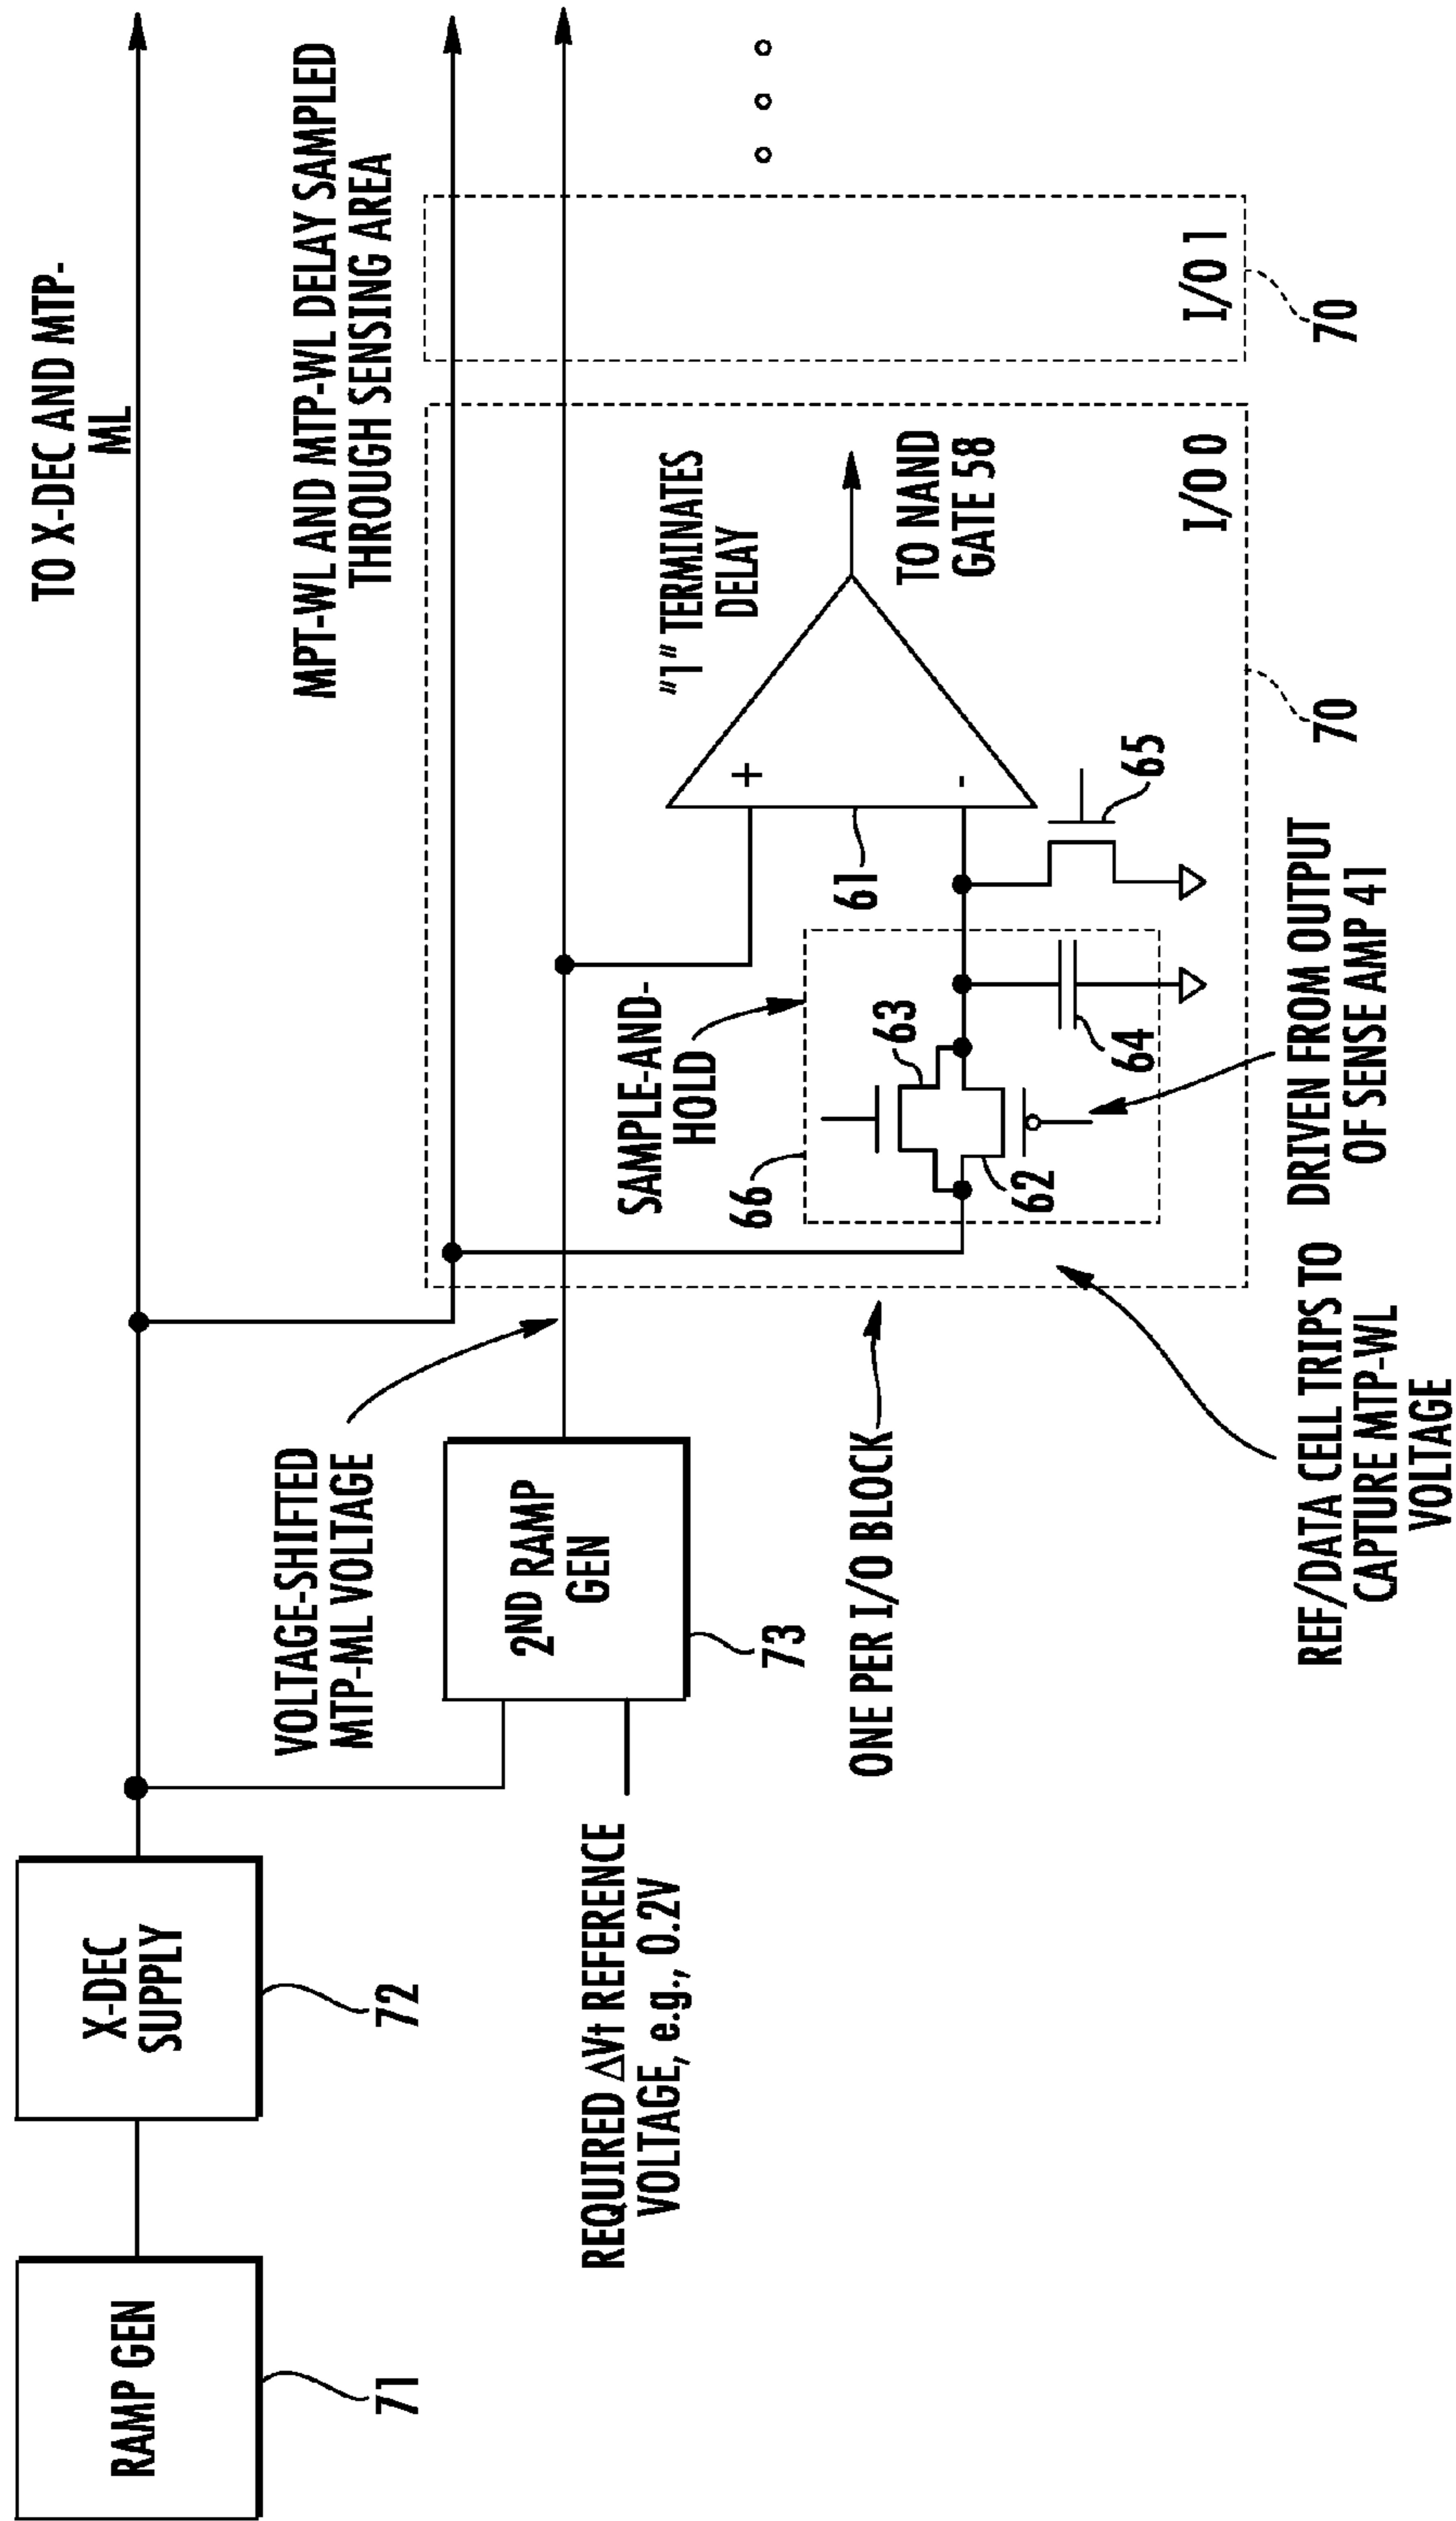 RAMP GEN
71
X-DEC
SUPPLY
72
TO X-DEC AND MTP-
ML
VOLTAGE-SHIFTED
MTP-ML VOLTAGE
MPT-WL AND MTP-WL DELAY SAMPLED
THROUGH SENSING AREA
2ND RAMP
GEN
73
REQUIRED ΔVt REFERENCE
VOLTAGE, e.g., 0.2V
ONE PER I/O BLOCK
SAMPLE-AND-
HOLD
66
63
62
64
61
65
+
-
"1" TERMINATES
DELAY
TO NAND
GATE 58
I/O 0
70
I/O 1
70
REF/DATA CELL TRIPS TO
CAPTURE MTP-WL
VOLTAGE
DRIVEN FROM OUTPUT
OF SENSE AMP 41